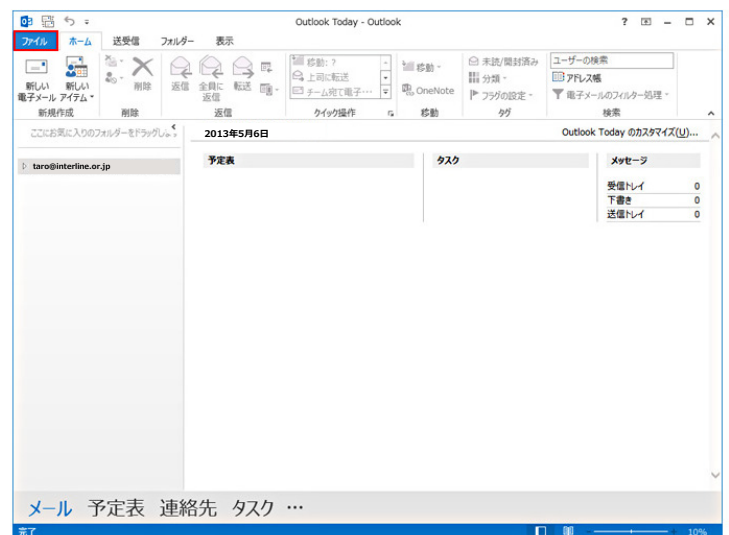 Outlook Today - Outlook
ファイル ホーム 送受信 フォルダー 表示
新しい 電子メール
新しい アイテム
新規作成
削除
削除
返信
全員に 返信
転送
返信
移動: ?
上司に転送
チーム宛て電子…
クイック操作
移動
OneNote
移動
未読/開封済み
分類
フラグの設定
タグ
ユーザーの検索
アドレス帳
電子メールのフィルター処理
検索
ここにお気に入りのフォルダーをドラッグし
taro@interline.or.jp
2013年5月6日
Outlook Today のカスタマイズ(U)...
予定表 タスク メッセージ
受信トレイ 0
下書き 0
送信トレイ 0
メール 予定表 連絡先 タスク …
完了 10%